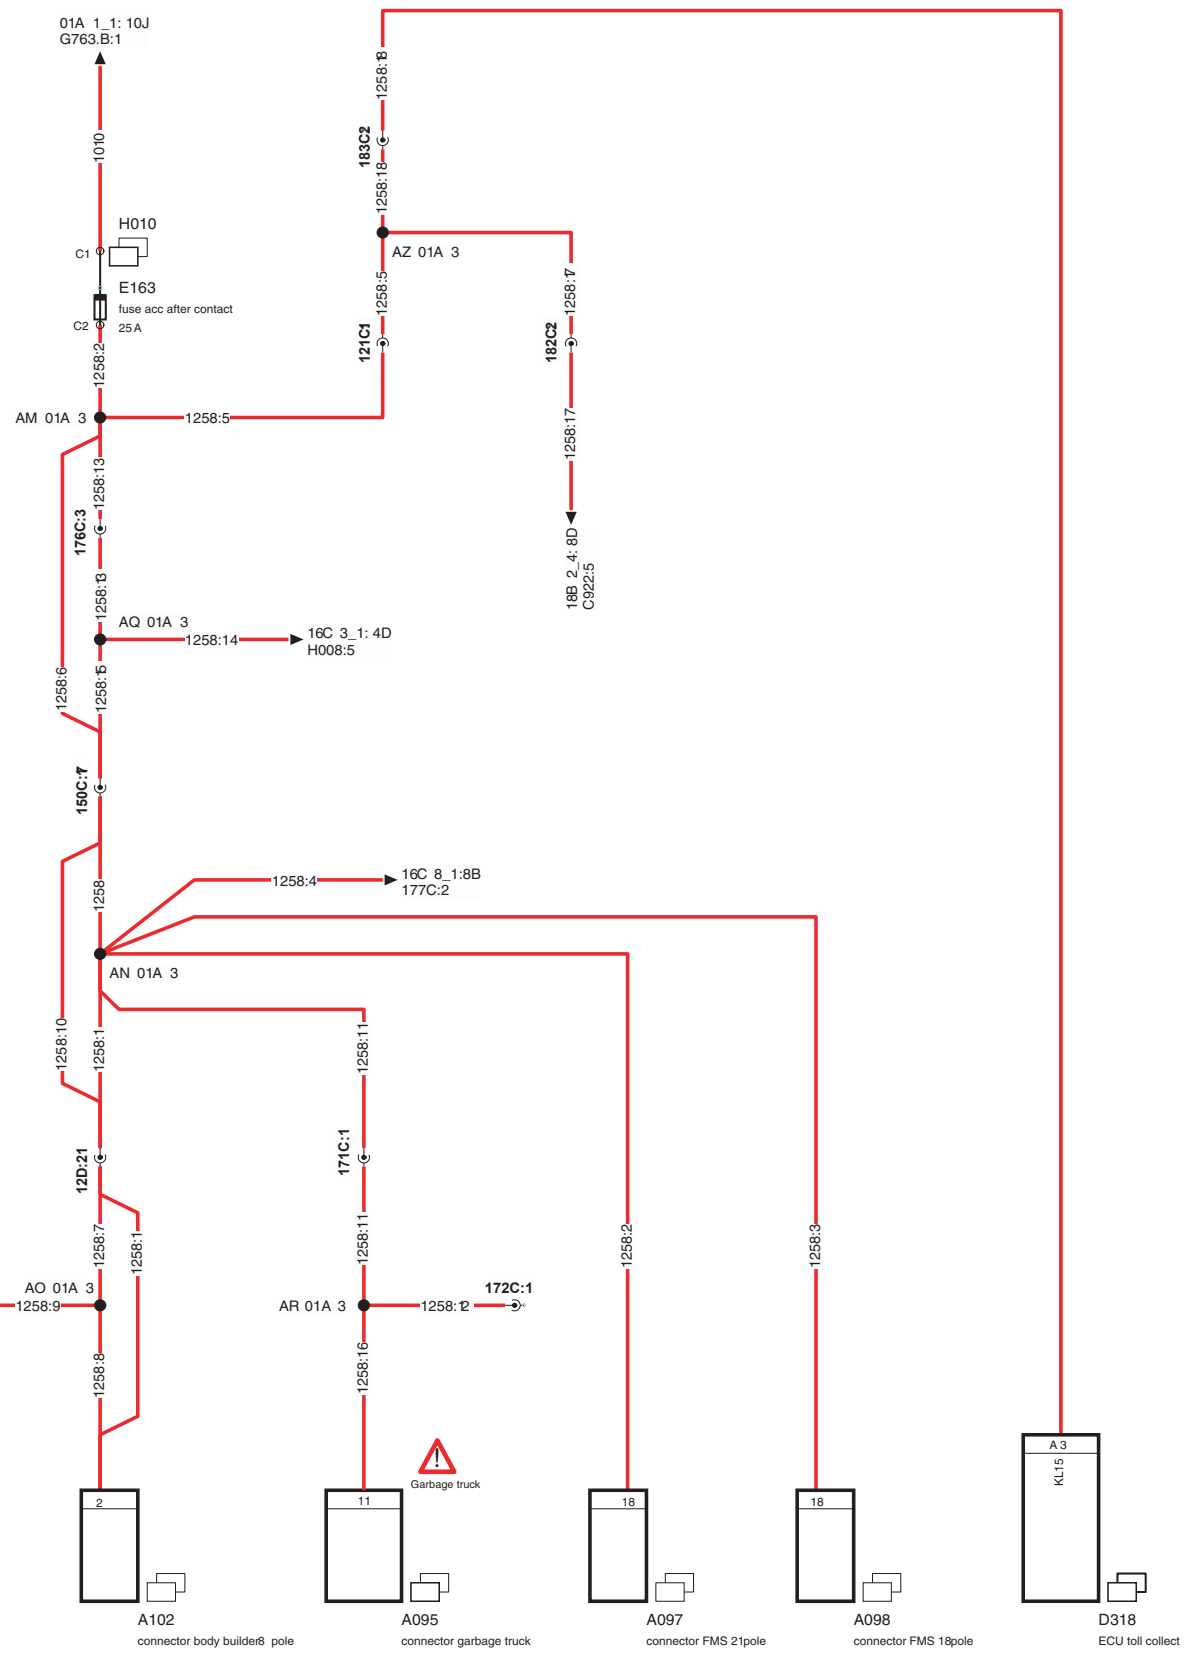 01A 1_1: 10J
G763.B:1
1010
H010
C1
E163
fuse acc after contact
25 A
C2
1258:2
AM 01A 3
1258:5
1258:13
176C:3
1258:13
AQ 01A 3
1258:14
16C 3_1: 4D
H008:5
1258:6
1258:15
150C:17
1258
1258:4
16C 8_1:8B
177C:2
AN 01A 3
1258:10
1258:1
1258:11
12D:21
171C:1
1258:7
1258:1
1258:11
1258:2
1258:3
AO 01A 3
1258:9
AR 01A 3
1258:12
172C:1
1258:8
1258:16
1258:18
183C2
1258:18
AZ 01A 3
1258:5
1258:17
121C1
182C2
1258:17
18B 2_4: 8D
C922:5
Garbage truck
A 3
KL15
2
11
18
18
A102
connector body builder8 pole
A095
connector garbage truck
A097
connector FMS 21pole
A098
connector FMS 18pole
D318
ECU toll collect